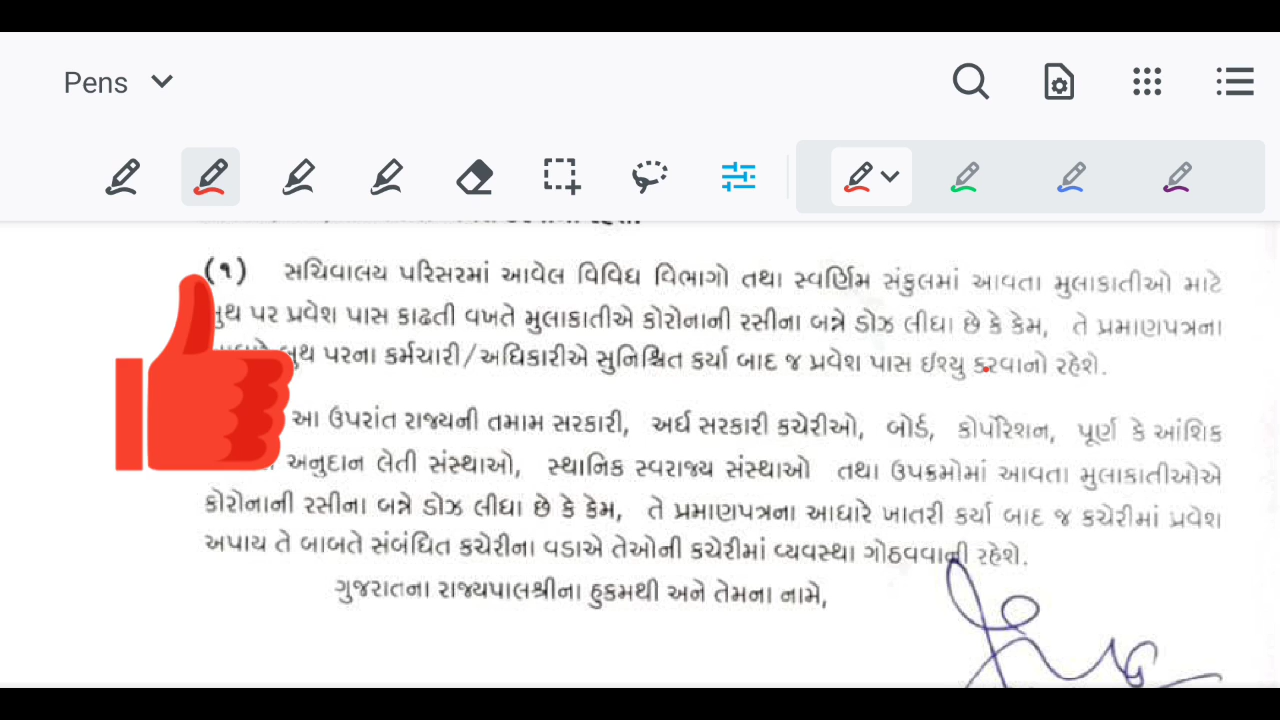 Pens
(૧) સચિવાલય પરિસરમાં આવેલ વિવિધ વિભાગો તથા સ્વર્ણિમ સંકુલમાં આવતા મુલાકાતીઓ માટે
બુથ પર પ્રવેશ પાસ કાઢતી વખતે મુલાકાતીએ કોરોનાની રસીના બન્ને ડોઝ લીધા છે કે કેમ, તે પ્રમાણપત્રના
બુથ પરના કર્મચારી/અધિકારીએ સુનિશ્ચિત કર્યા બાદ જ પ્રવેશ પાસ ઈશ્યુ કરવાનો રહેશે.
આ ઉપરાંત રાજ્યની તમામ સરકારી, અર્ધ સરકારી કચેરીઓ, બોર્ડ, કોર્પોરેશન, પૂર્ણ કે આંશિક
અનુદાન લેતી સંસ્થાઓ, સ્થાનિક સ્વરાજ્ય સંસ્થાઓ તથા ઉપક્રમોમાં આવતા મુલાકાતીઓએ
કોરોનાની રસીના બન્ને ડોઝ લીધા છે કે કેમ, તે પ્રમાણપત્રના આધારે ખાતરી કર્યા બાદ જ કચેરીમાં પ્રવેશ
અપાય તે બાબતે સંબંધિત કચેરીના વડાએ તેઓની કચેરીમાં વ્યવસ્થા ગોઠવવાની રહેશે.
ગુજરાતના રાજ્યપાલશ્રીના હુકમથી અને તેમના નામે,